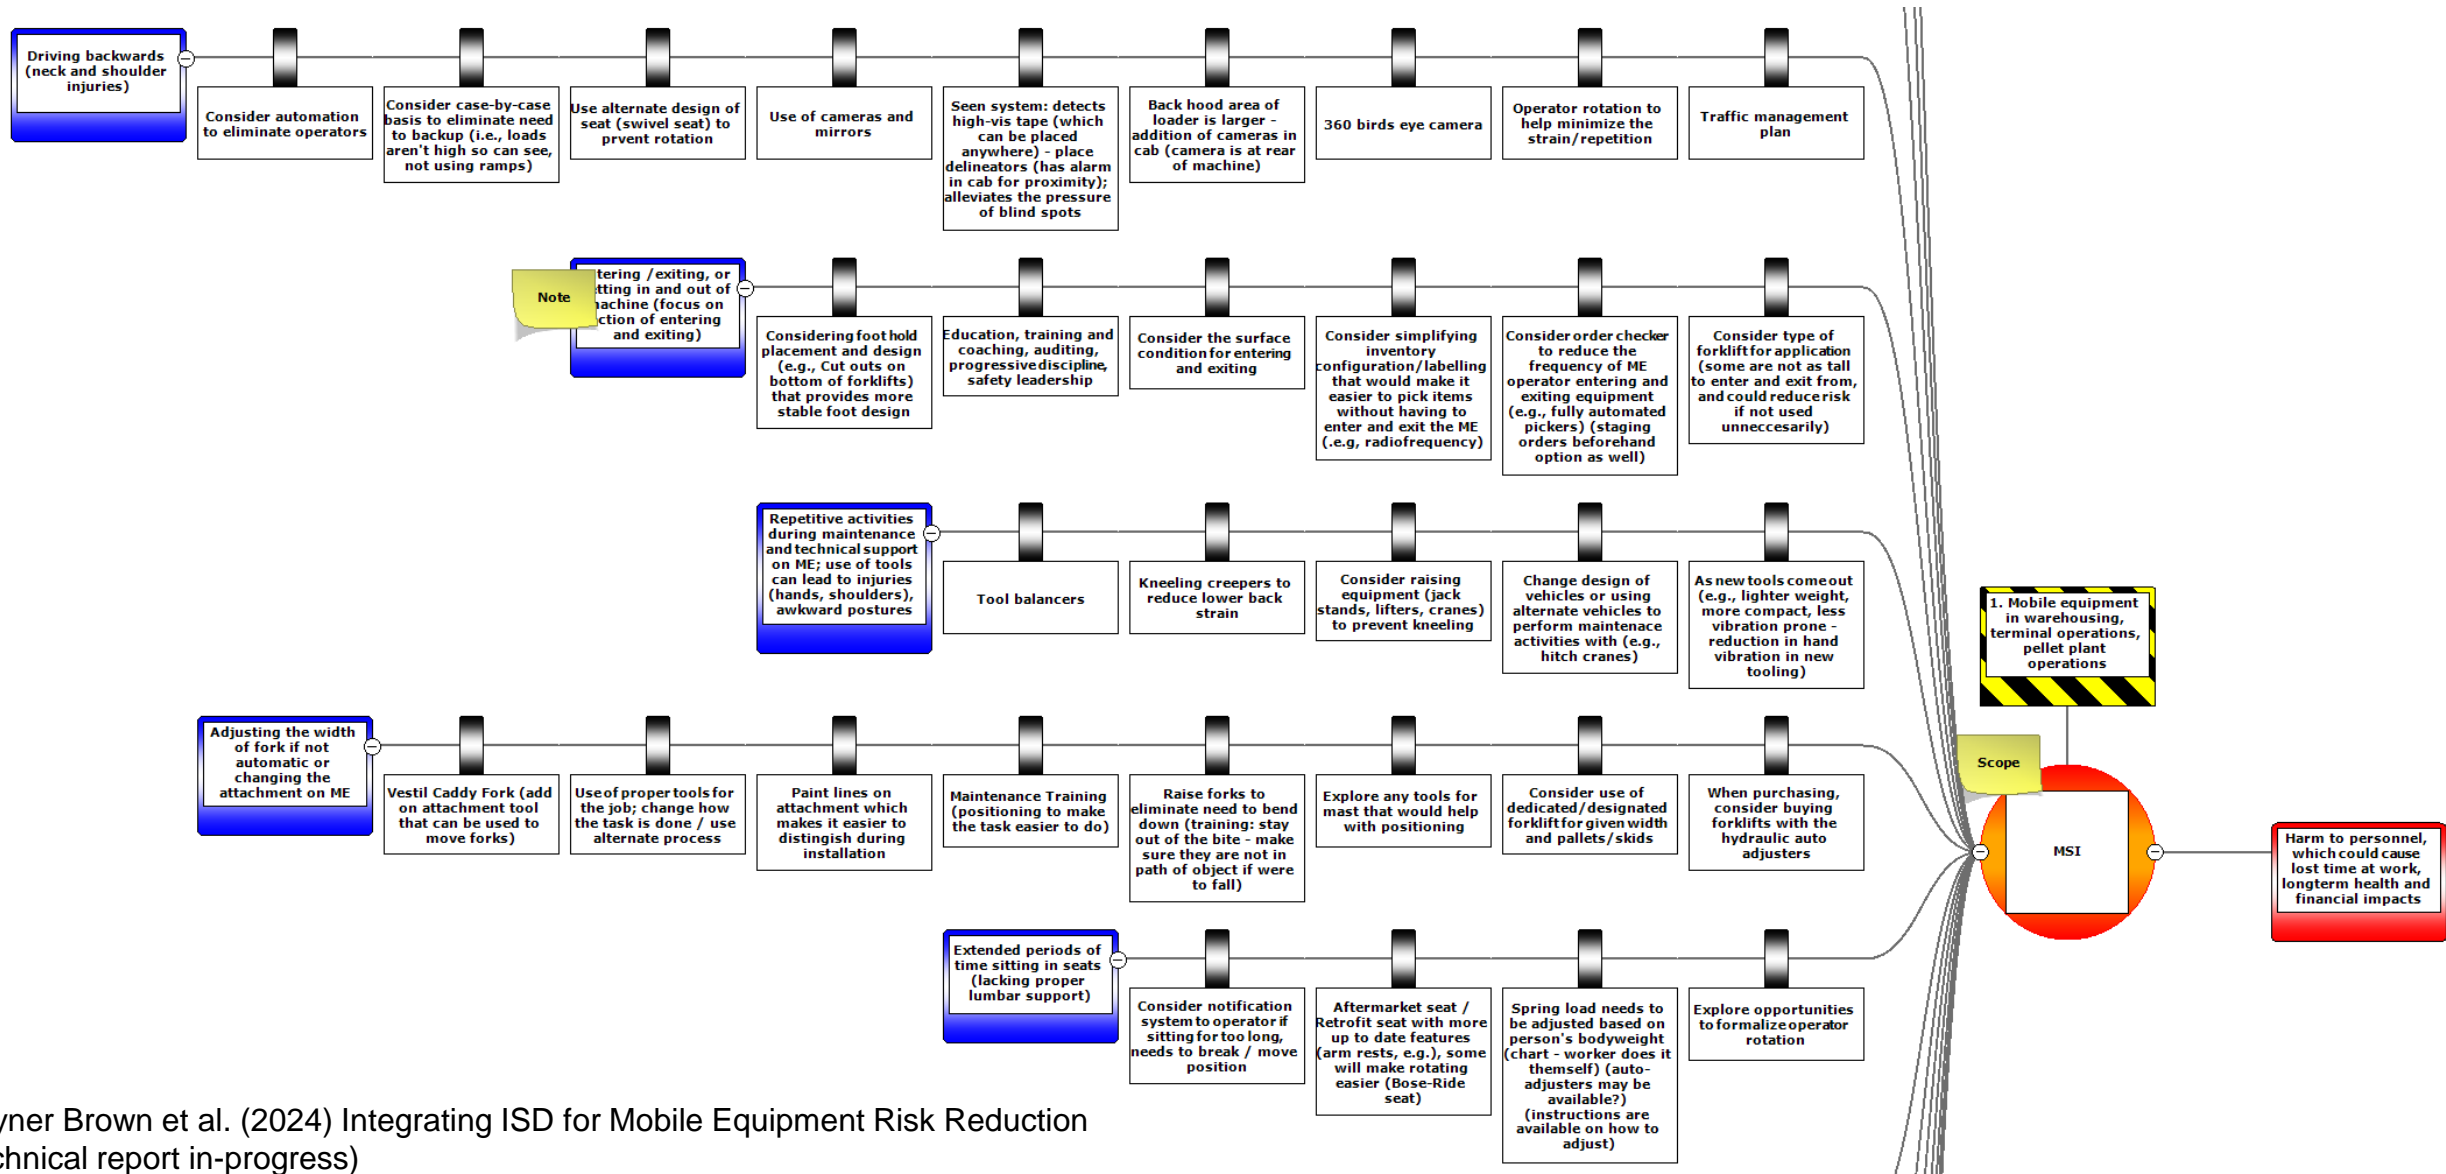 Driving backwards
(neck and shoulder
injuries)
Consider automation
to eliminate operators
Consider case-by-case
basis to eliminate need
to backup (i.e., loads
aren't high so can see,
not using ramps)
Use alternate design of
seat (swivel seat) to
prvent rotation
Use of cameras and
mirrors
Seen system: detects
high-vis tape (which
can be placed
anywhere) - place
delineators (has alarm
in cab for proximity);
alleviates the pressure
of blind spots
Back hood area of
loader is larger -
addition of cameras in
cab (camera is at rear
of machine)
360 birds eye camera
Operator rotation to
help minimize the
strain/repetition
Traffic management
plan
Note
tering /exiting, or
tting in and out of
achine (focus on
ction of entering
and exiting)
Considering foot hold
placement and design
(e.g., Cut outs on
bottom of forklifts)
that provides more
stable foot design
Education, training and
coaching, auditing,
progressive discipline,
safety leadership
Consider the surface
condition for entering
and exiting
Consider simplifying
inventory
configuration/labelling
that would make it
easier to pick items
without having to
enter and exit the ME
(.e.g, radiofrequency)
Consider order checker
to reduce the
frequency of ME
operator entering and
exiting equipment
(e.g., fully automated
pickers) (staging
orders beforehand
option as well)
Consider type of
forklift for application
(some are not as tall
to enter and exit from,
and could reduce risk
if not used
unneccesarily)
Repetitive activities
during maintenance
and technical support
on ME; use of tools
can lead to injuries
(hands, shoulders),
awkward postures
Tool balancers
Kneeling creepers to
reduce lower back
strain
Consider raising
equipment (jack
stands, lifters, cranes)
to prevent kneeling
Change design of
vehicles or using
alternate vehicles to
perform maintenace
activities with (e.g.,
hitch cranes)
As new tools come out
(e.g., lighter weight,
more compact, less
vibration prone -
reduction in hand
vibration in new
tooling)
1. Mobile equipment
in warehousing,
terminal operations,
pellet plant
operations
Adjusting the width
of fork if not
automatic or
changing the
attachment on ME
Vestil Caddy Fork (add
on attachment tool
that can be used to
move forks)
Use of proper tools for
the job; change how
the task is done / use
alternate process
Paint lines on
attachment which
makes it easier to
distingish during
installation
Maintenance Training
(positioning to make
the task easier to do)
Raise forks to
eliminate need to bend
down (training: stay
out of the bite - make
sure they are not in
path of object if were
to fall)
Explore any tools for
mast that would help
with positioning
Consider use of
dedicated/designated
forklift for given width
and pallets/skids
When purchasing,
consider buying
forklifts with the
hydraulic auto
adjusters
Scope
MSI
Harm to personnel,
which could cause
lost time at work,
longterm health and
financial impacts
Extended periods of
time sitting in seats
(lacking proper
lumbar support)
Consider notification
system to operator if
sitting for too long,
needs to break / move
position
Aftermarket seat /
Retrofit seat with more
up to date features
(arm rests, e.g.), some
will make rotating
easier (Bose-Ride
seat)
Spring load needs to
be adjusted based on
person's bodyweight
(chart - worker does it
themself) (auto-
adjusters may be
available?)
(instructions are
available on how to
adjust)
Explore opportunities
to formalize operator
rotation
yner Brown et al. (2024) Integrating ISD for Mobile Equipment Risk Reduction
chnical report in-progress)